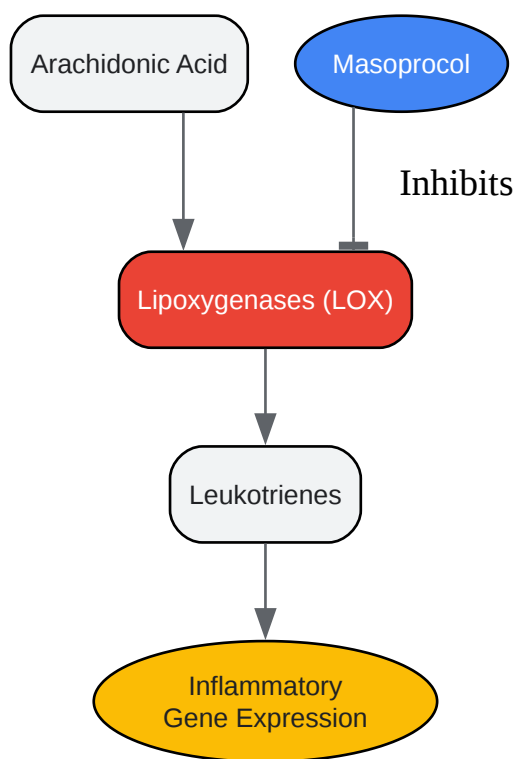 Arachidonic Acid
Masoprocol
Inhibits
Lipoxygenases (LOX)
Leukotrienes
Inflammatory
Gene Expression